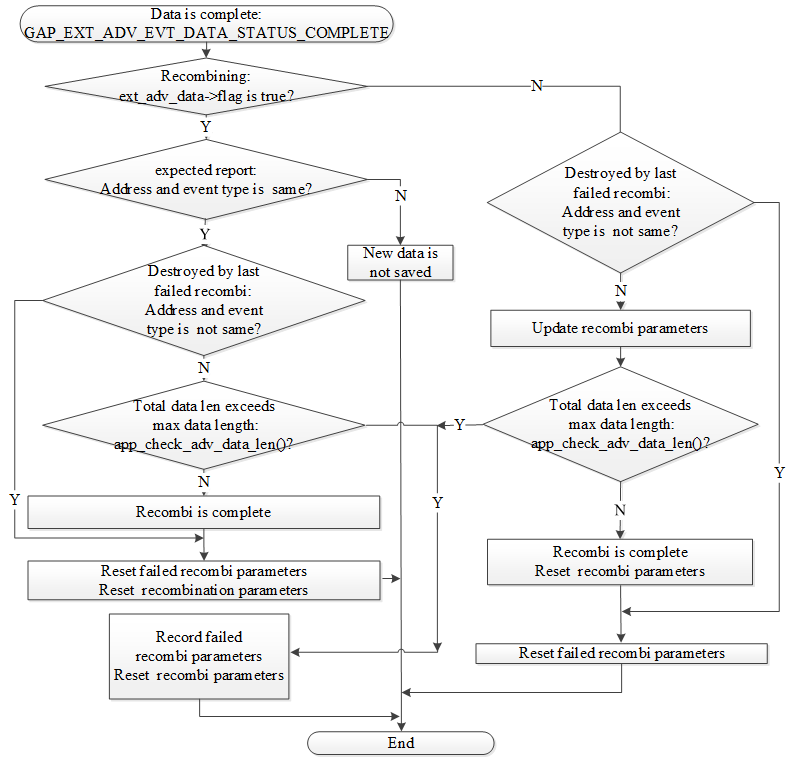 Data is complete:
GAP_EXT_ADV_EVT_DATA_STATUS_COMPLETE
Recombining:
ext_adv_data->flag is true?
N
Y
expected report:
Address and event type is same?
N
Y
New data is
not saved
Destroyed by last
failed recombi:
Address and event
type is not same?
N
Total data len exceeds
max data length:
app_check_adv_data_len()?
N
Y
Recombi is complete
Reset failed recombi parameters
Reset recombination parameters
Record failed
recombi parameters
Reset recombi parameters
Destroyed by last
failed recombi:
Address and event
type is not same?
N
Update recombi parameters
Total data len exceeds
max data length:
app_check_adv_data_len()?
Y
Y
Y
N
Recombi is complete
Reset recombi parameters
Reset failed recombi parameters
End